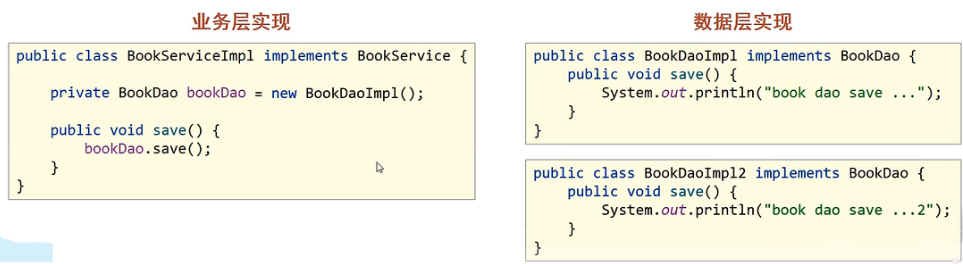 业务层实现
public class BookServiceImpl implements BookService {
private BookDao bookDao = new BookDaoImpl();
public void save() {
bookDao.save();
}
}
数据层实现
public class BookDaoImpl implements BookDao {
public void save() {
System.out.println("book dao save ...");
}
}
public class BookDaoImpl2 implements BookDao {
public void save() {
System.out.println("book dao save ...2");
}
}